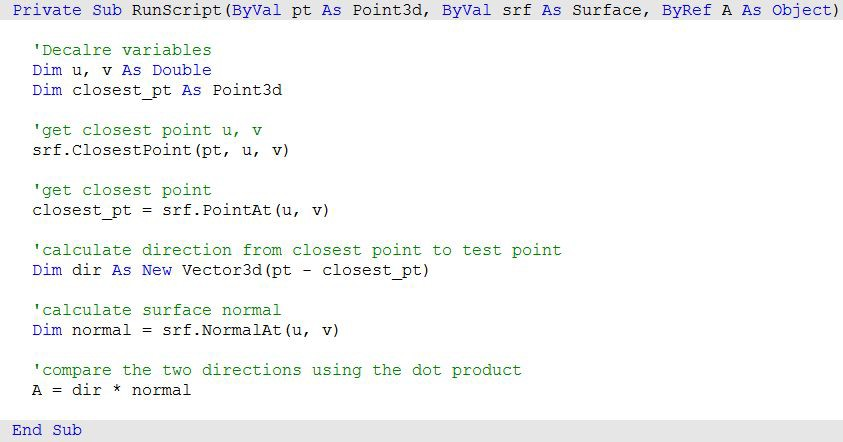 Private Sub RunScript(ByVal pt As Point3d, ByVal srf As Surface, ByRef A As Object)
'Decalre variables
Dim u, v As Double
Dim closest_pt As Point3d
'get closest point u, v
srf.ClosestPoint(pt, u, v)
'get closest point
closest_pt = srf.PointAt(u, v)
'calculate direction from closest point to test point
Dim dir As New Vector3d(pt - closest_pt)
'calculate surface normal
Dim normal = srf.NormalAt(u, v)
'compare the two directions using the dot product
A = dir * normal
End Sub